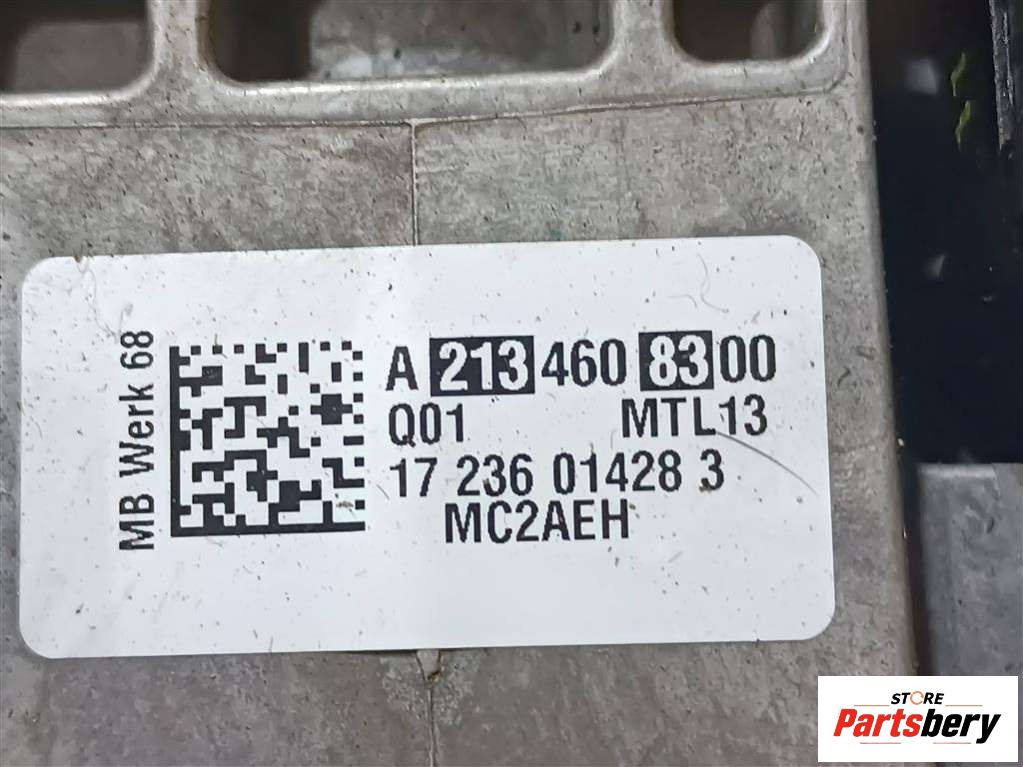 MB Werk 68
A 213 460 83 00
Q01 MTL13
17 236 01428 3
MC2AEH
STORE
Partsbery